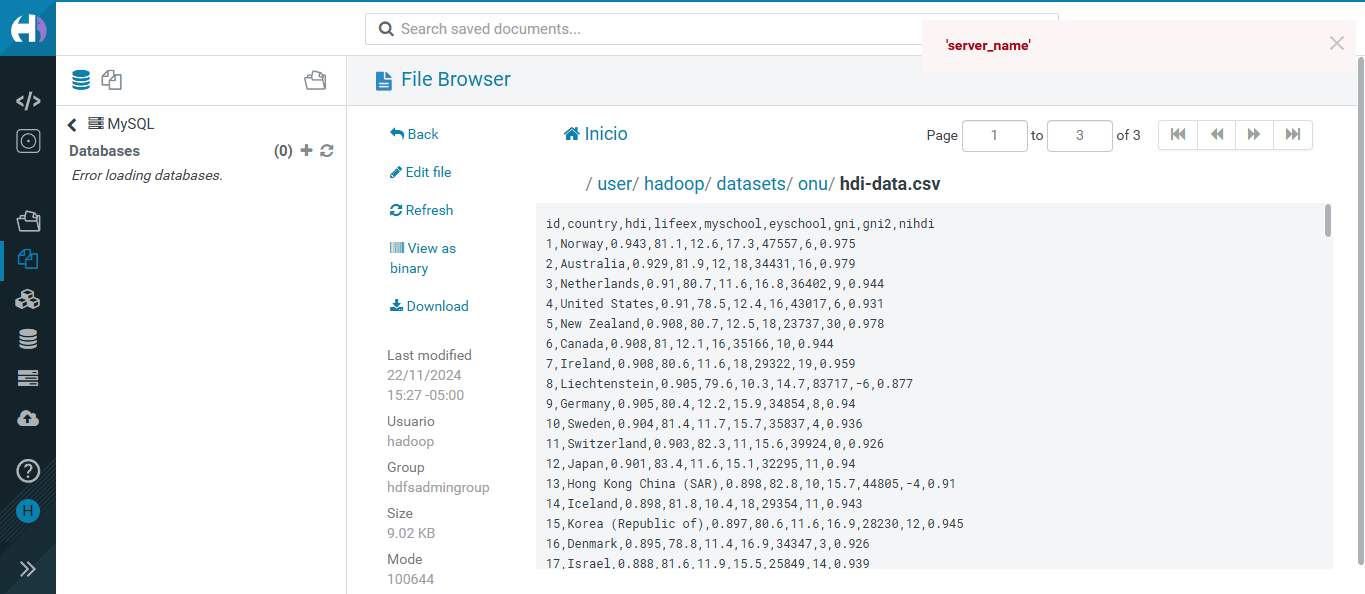 Search saved documents...
'server_name'
MySQL
Databases
(0)
Error loading databases.
File Browser
Back
Edit file
Refresh
View as
binary
Download
Last modified
22/11/2024
15:27 -05:00
Usuario
hadoop
Group
hdfsadmingroup
Size
9.02 KB
Mode
100644
Inicio
Page 1 to 3 of 3
/ user/ hadoop/ datasets/ onu/ hdi-data.csv
id,country,hdi,lifeex,myschool,eyschool,gni,gni2,nihdi
1,Norway,0.943,81.1,12.6,17.3,47557,6,0.975
2,Australia,0.929,81.9,12,18,34431,16,0.979
3,Netherlands,0.91,80.7,11.6,16.8,36402,9,0.944
4,United States,0.91,78.5,12.4,16,43017,6,0.931
5,New Zealand,0.908,80.7,12.5,18,23737,30,0.978
6,Canada,0.908,81,12.1,16,35166,10,0.944
7,Ireland,0.908,80.6,11.6,18,29322,19,0.959
8,Liechtenstein,0.905,79.6,10.3,14.7,83717,-6,0.877
9,Germany,0.905,80.4,12.2,15.9,34854,8,0.94
10,Sweden,0.904,81.4,11.7,15.7,35837,4,0.936
11,Switzerland,0.903,82.3,11,15.6,39924,0,0.926
12,Japan,0.901,83.4,11.6,15.1,32295,11,0.94
13,Hong Kong China (SAR),0.898,82.8,10,15.7,44805,-4,0.91
14,Iceland,0.898,81.8,10.4,18,29354,11,0.943
15,Korea (Republic of),0.897,80.6,11.6,16.9,28230,12,0.945
16,Denmark,0.895,78.8,11.4,16.9,34347,3,0.926
17,Israel,0.888,81.6,11.9,15.5,25849,14,0.939
H